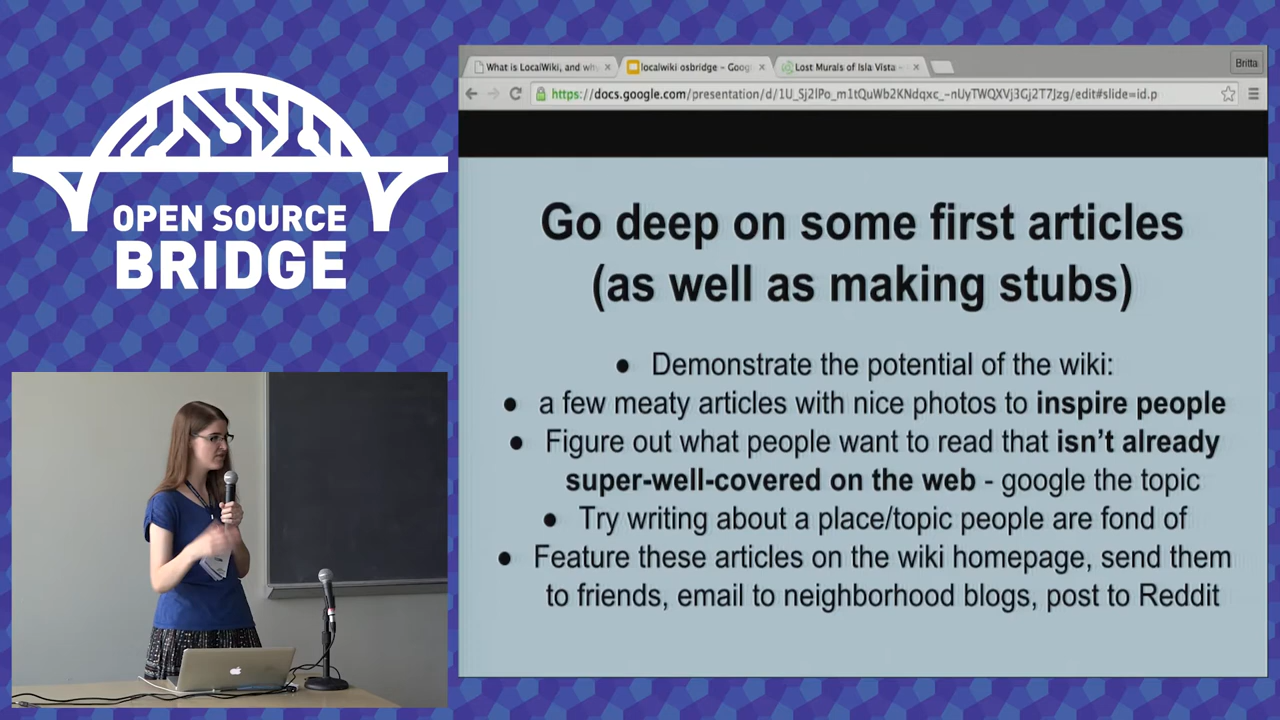 OPEN SOURCE
BRIDGE
What is LocalWiki, and why
localwiki osbridge - Goog
Lost Murals of Isla Vista -
Britta
https://docs.google.com/presentation/d/1U_Sj2lPo_m1tQuWb2KNdqxc_-nUyTWQXVj3Gj2T7Jzg/edit#slide=id.p
Go deep on some first articles
(as well as making stubs)
● Demonstrate the potential of the wiki:
● a few meaty articles with nice photos to inspire people
● Figure out what people want to read that isn't already
super-well-covered on the web - google the topic
● Try writing about a place/topic people are fond of
● Feature these articles on the wiki homepage, send them
to friends, email to neighborhood blogs, post to Reddit